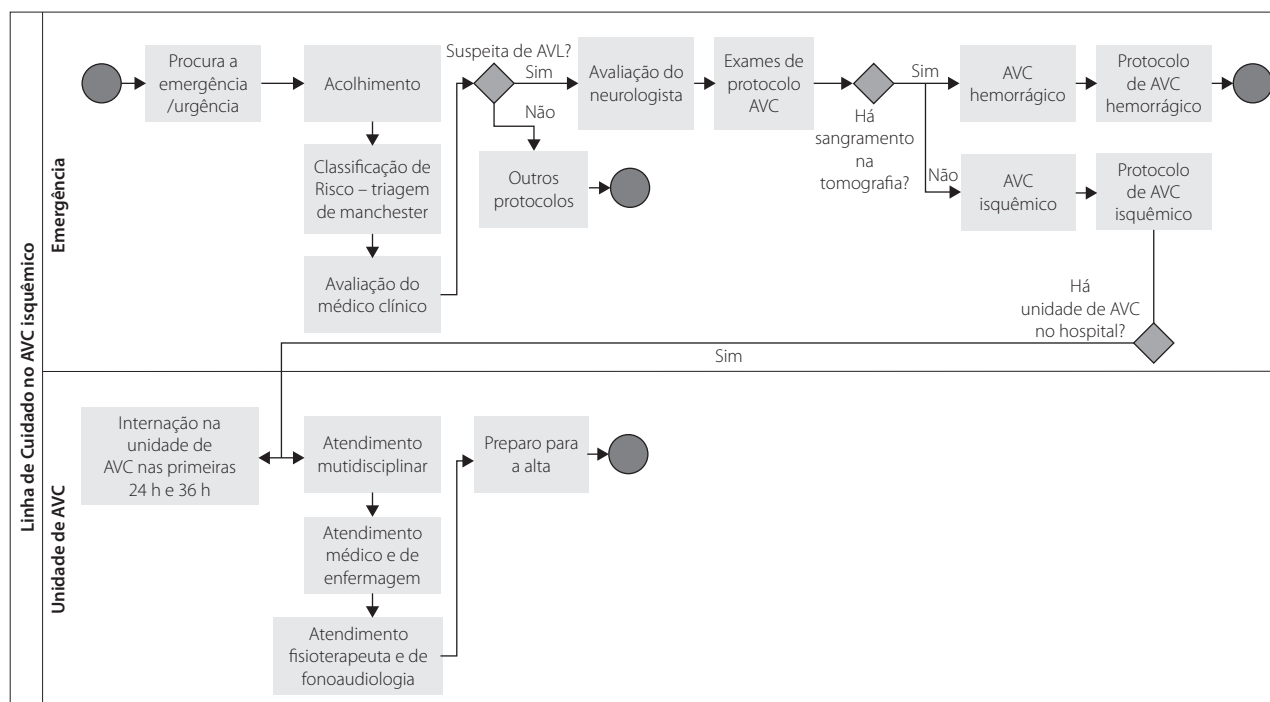 Linha de Cuidado no AVC isquêmico
Emergência
Procura a
emergência
/urgência
Acolhimento
Classificação de
Risco – triagem
de manchester
Avaliação do
médico clínico
Suspeita de AVL?
Sim
Não
Outros
protocolos
Avaliação do
neurologista
Exames de
protocolo
AVC
Há
sangramento
na
tomografia?
Sim
Não
AVC
hemorrágico
Protocolo
de AVC
hemorrágico
AVC
isquêmico
Protocolo
de AVC
isquêmico
Há
unidade de AVC
no hospital?
Sim
Unidade de AVC
Internação na
unidade de
AVC nas primeiras
24 h e 36 h
Atendimento
mutidisciplinar
Atendimento
médico e de
enfermagem
Atendimento
fisioterapeuta e de
fonoaudiologia
Preparo para
a alta